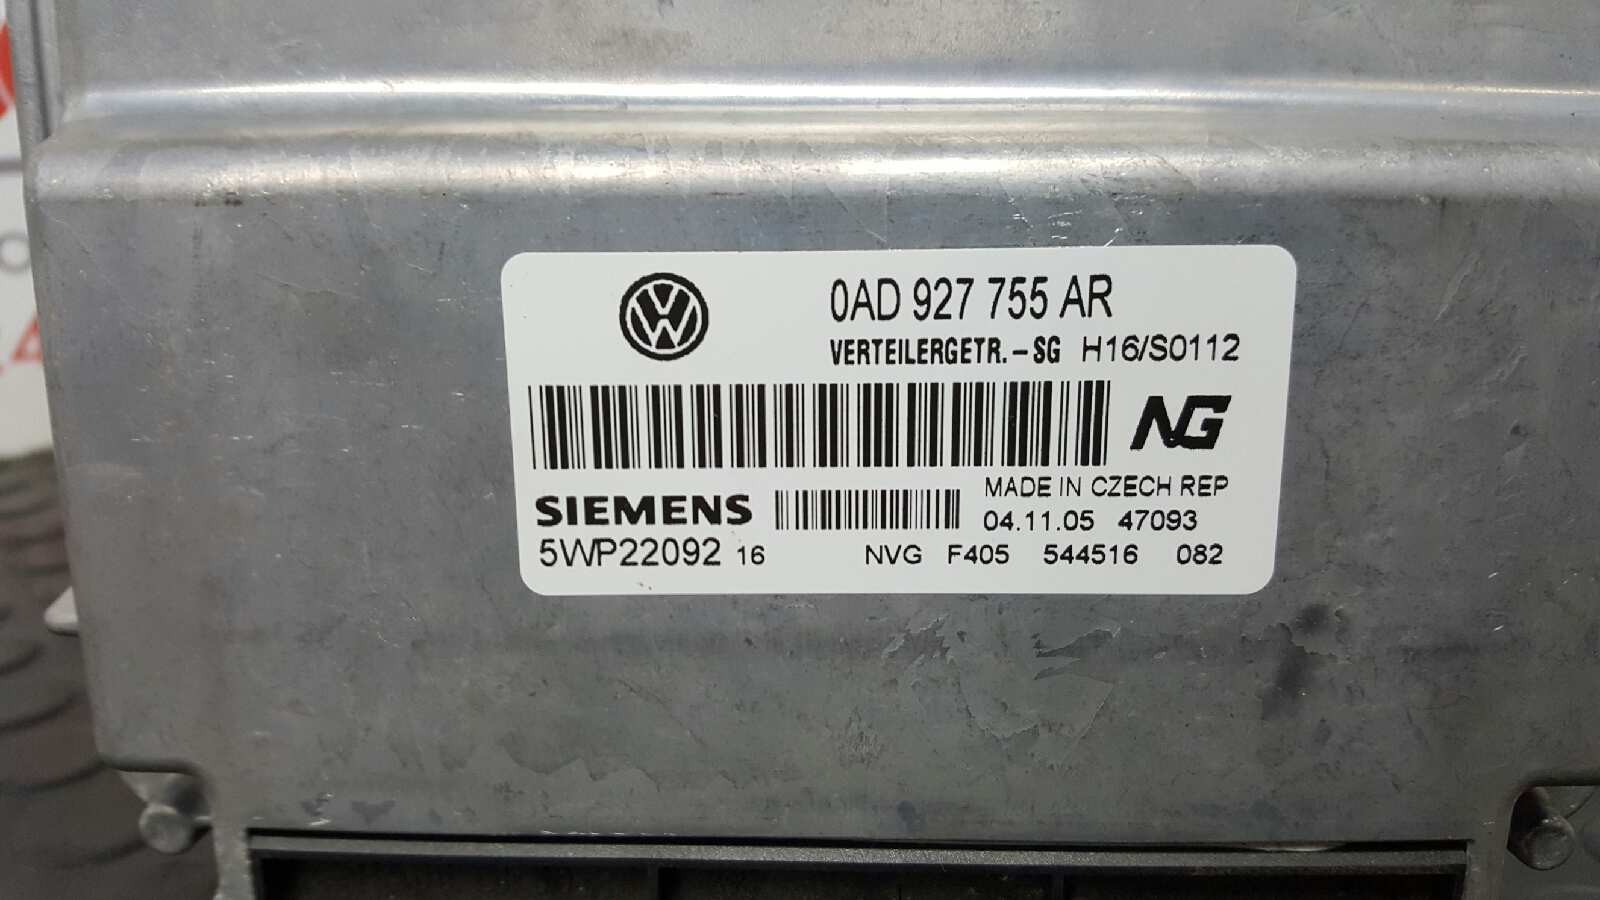 0AD 927 755 AR
VERTEILERGETR.-SG H16/S0112
NG
SIEMENS
MADE IN CZECH REP
04.11.05 47093
5WP22092 16 NVG F405 544516 082